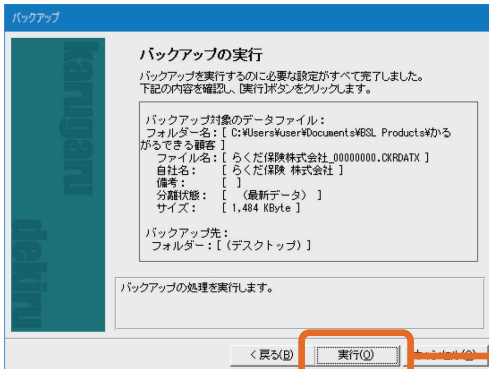 バックアップ
karugaru
dekiru
バックアップの実行
バックアップを実行するのに必要な設定がすべて完了しました。
下記の内容を確認し、[実行]ボタンをクリックします。
バックアップ対象のデータファイル：
フォルダー名：[ C:¥Users¥user¥Documents¥BSL Products¥かる
がるできる顧客 ]
ファイル名：[ らくだ保険株式会社_00000000.CKRDATX ]
自社名： [ らくだ保険 株式会社 ]
備考： [ ]
分離状態： [ （最新データ） ]
サイズ： [ 1,484 KByte ]
バックアップ先：
フォルダー：[ （デスクトップ） ]
バックアップの処理を実行します。
< 戻る(B)
実行(O)